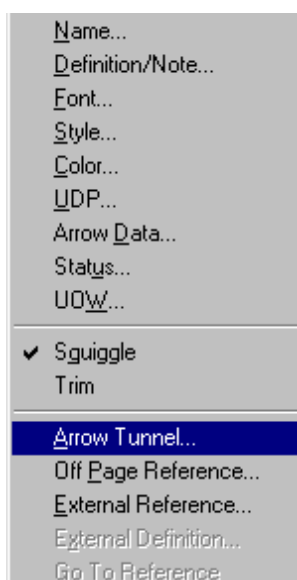 Name...
Definition/Note...
Font...
Style...
Color...
UDP...
Arrow Data...
Status...
UOW...
Squiggle
Trim
Arrow Tunnel...
Off Page Reference...
External Reference...
External Definition...
Go To Reference